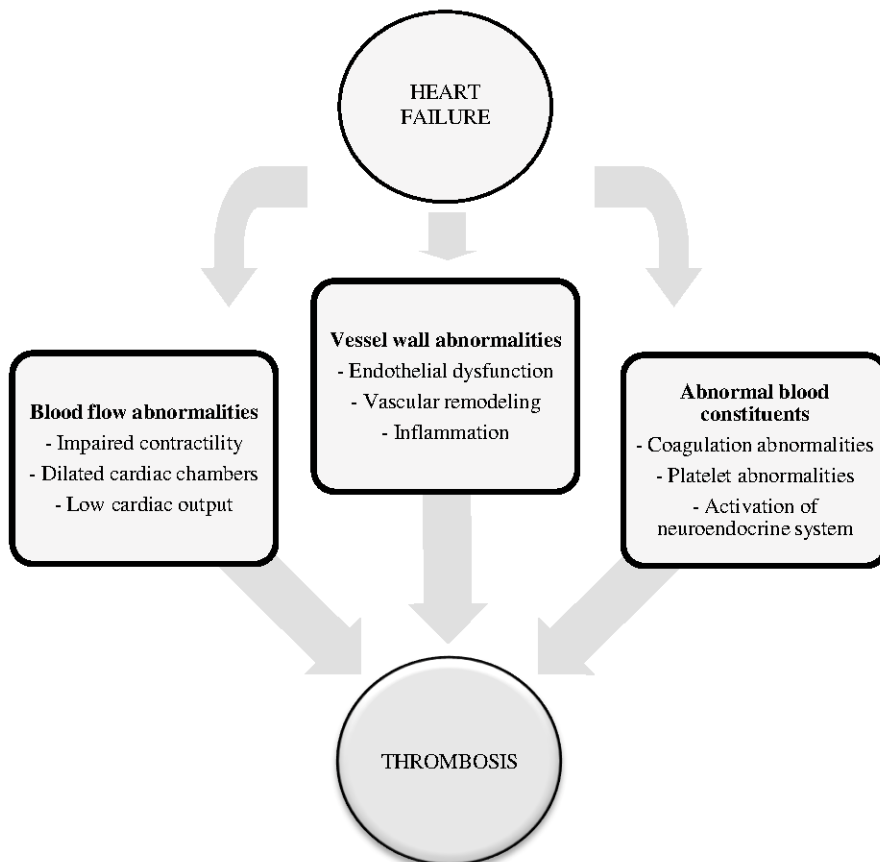 HEART
FAILURE
Blood flow abnormalities
- Impaired contractility
- Dilated cardiac chambers
- Low cardiac output
Vessel wall abnormalities
- Endothelial dysfunction
- Vascular remodeling
- Inflammation
Abnormal blood
constituents
- Coagulation abnormalities
- Platelet abnormalities
- Activation of
neuroendocrine system
THROMBOSIS